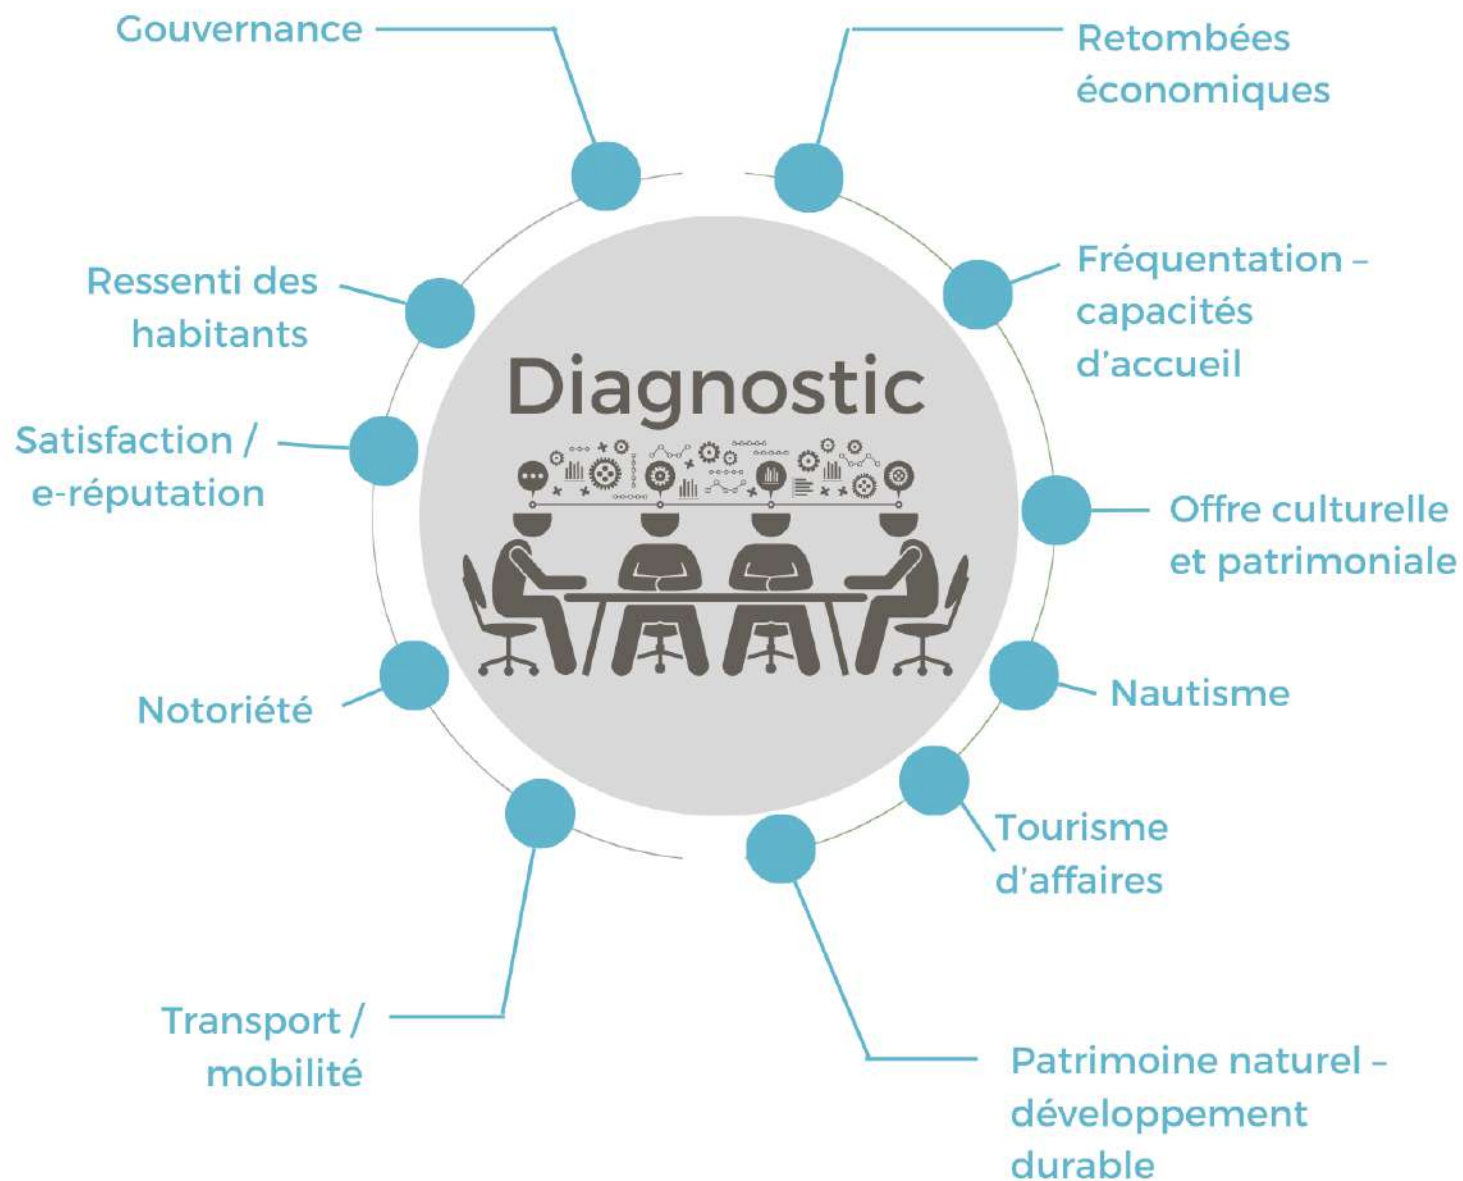 Gouvernance
Retombées
économiques
Ressenti des
habitants
Fréquentation –
capacités
d'accueil
Diagnostic
Satisfaction /
e-réputation
Offre culturelle
et patrimoniale
Notoriété
Nautisme
Tourisme
d'affaires
Transport /
mobilité
Patrimoine naturel –
développement
durable